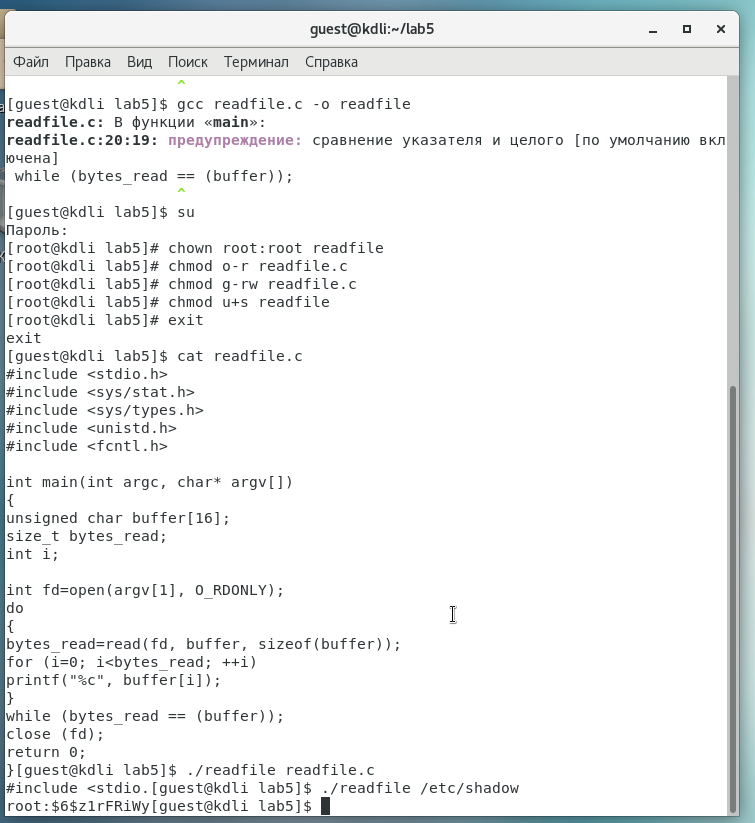 guest@kdli:~/lab5
Файл Правка Вид Поиск Терминал Справка
^
[guest@kdli lab5]$ gcc readfile.c -o readfile
readfile.c: В функции «main»:
readfile.c:20:19: предупреждение: сравнение указателя и целого [по умолчанию вкл
ючена]
while (bytes_read == (buffer));
^
[guest@kdli lab5]$ su
Пароль:
[root@kdli lab5]# chown root:root readfile
[root@kdli lab5]# chmod o-r readfile.c
[root@kdli lab5]# chmod g-rw readfile.c
[root@kdli lab5]# chmod u+s readfile
[root@kdli lab5]# exit
exit
[guest@kdli lab5]$ cat readfile.c
#include <stdio.h>
#include <sys/stat.h>
#include <sys/types.h>
#include <unistd.h>
#include <fcntl.h>

int main(int argc, char* argv[])
{
unsigned char buffer[16];
size_t bytes_read;
int i;

int fd=open(argv[1], O_RDONLY);
do
{
bytes_read=read(fd, buffer, sizeof(buffer));
for (i=0; i<bytes_read; ++i)
printf("%c", buffer[i]);
}
while (bytes_read == (buffer));
close (fd);
return 0;
}[guest@kdli lab5]$ ./readfile readfile.c
#include <stdio.[guest@kdli lab5]$ ./readfile /etc/shadow
root:$6$z1rFRiWy[guest@kdli lab5]$